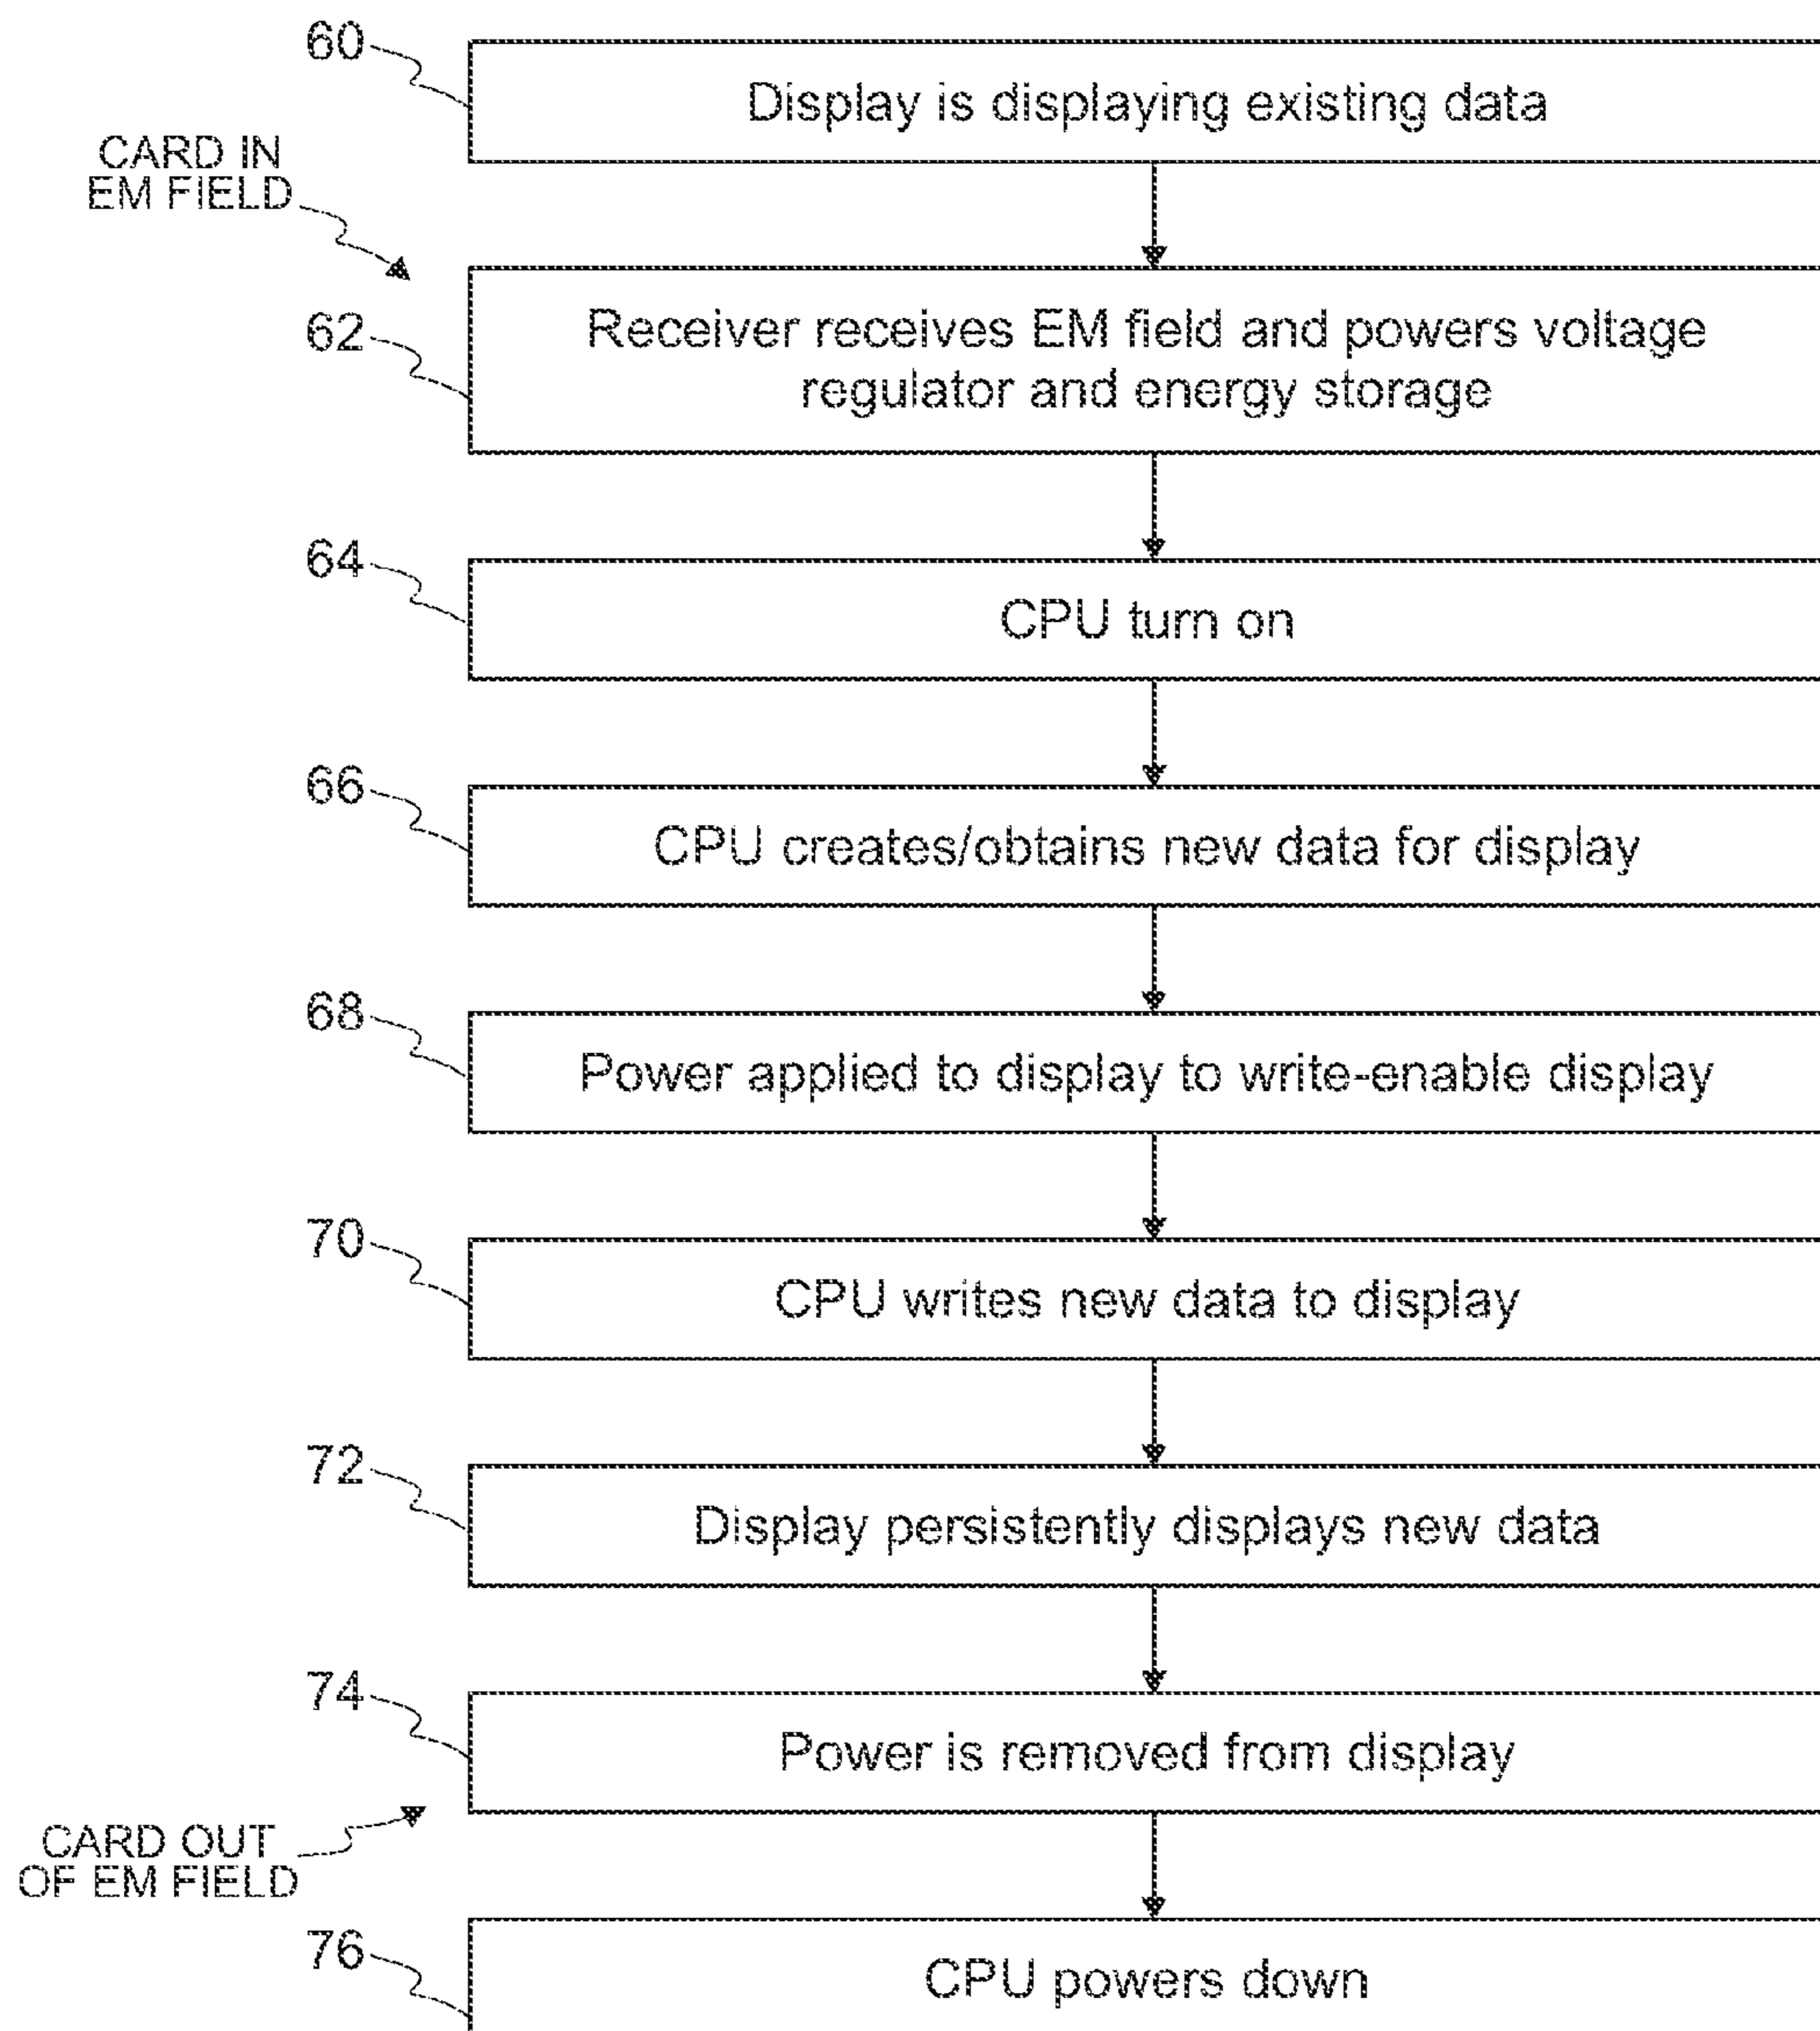 60
Display is displaying existing data
CARD IN
EM FIELD
62
Receiver receives EM field and powers voltage
regulator and energy storage
64
CPU turn on
66
CPU creates/obtains new data for display
68
Power applied to display to write-enable display
70
CPU writes new data to display
72
Display persistently displays new data
74
Power is removed from display
CARD OUT
OF EM FIELD
76
CPU powers down